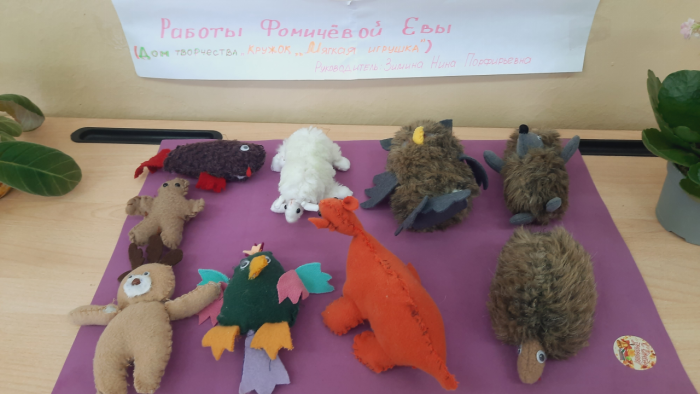 Работы Фомичёвой Евы
(Дом творчества. кружок „Мягкая игрушка")
Руководитель Зимина Нина